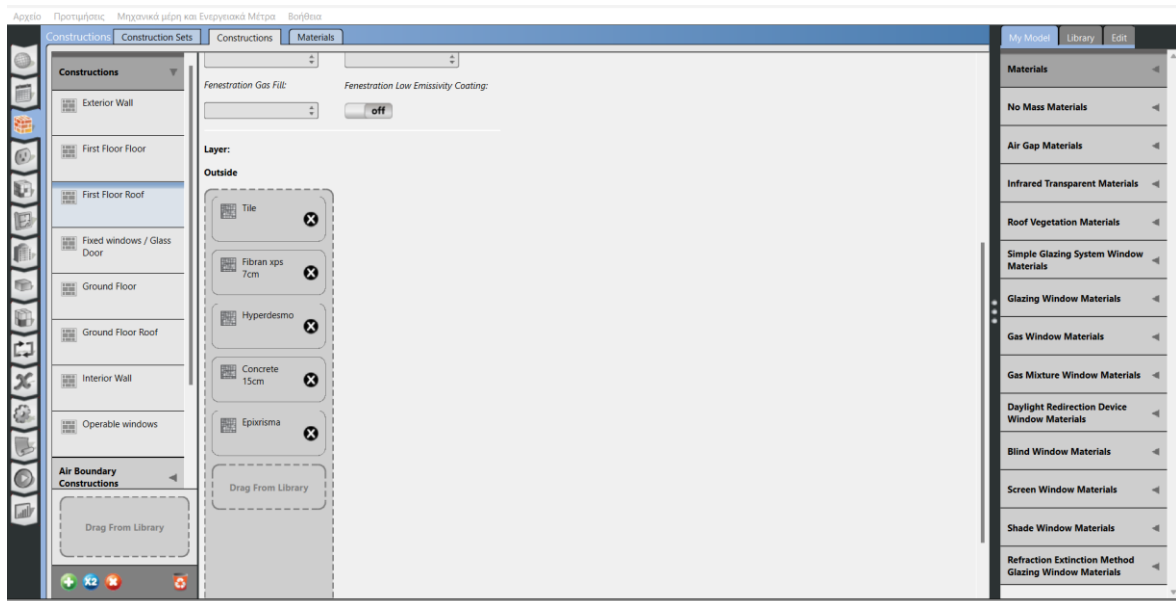 Αρχείο Προτιμήσεις Μηχανικά μέρη και Ενεργειακά Μέτρα Βοήθεια
Constructions Construction Sets Constructions Materials
My Model Library Edit
Constructions
Exterior Wall
First Floor Floor
First Floor Roof
Fixed windows / Glass
Door
Ground Floor
Ground Floor Roof
Interior Wall
Operable windows
Air Boundary
Constructions
Drag From Library
x2
Fenestration Gas Fill:
Fenestration Low Emissivity Coating:
off
Layer:
Outside
Tile
Fibran xps
7cm
Hyperdesmo
Concrete
15cm
Epixrisma
Drag From Library
Materials
No Mass Materials
Air Gap Materials
Infrared Transparent Materials
Roof Vegetation Materials
Simple Glazing System Window
Materials
Glazing Window Materials
Gas Window Materials
Gas Mixture Window Materials
Daylight Redirection Device
Window Materials
Blind Window Materials
Screen Window Materials
Shade Window Materials
Refraction Extinction Method
Glazing Window Materials